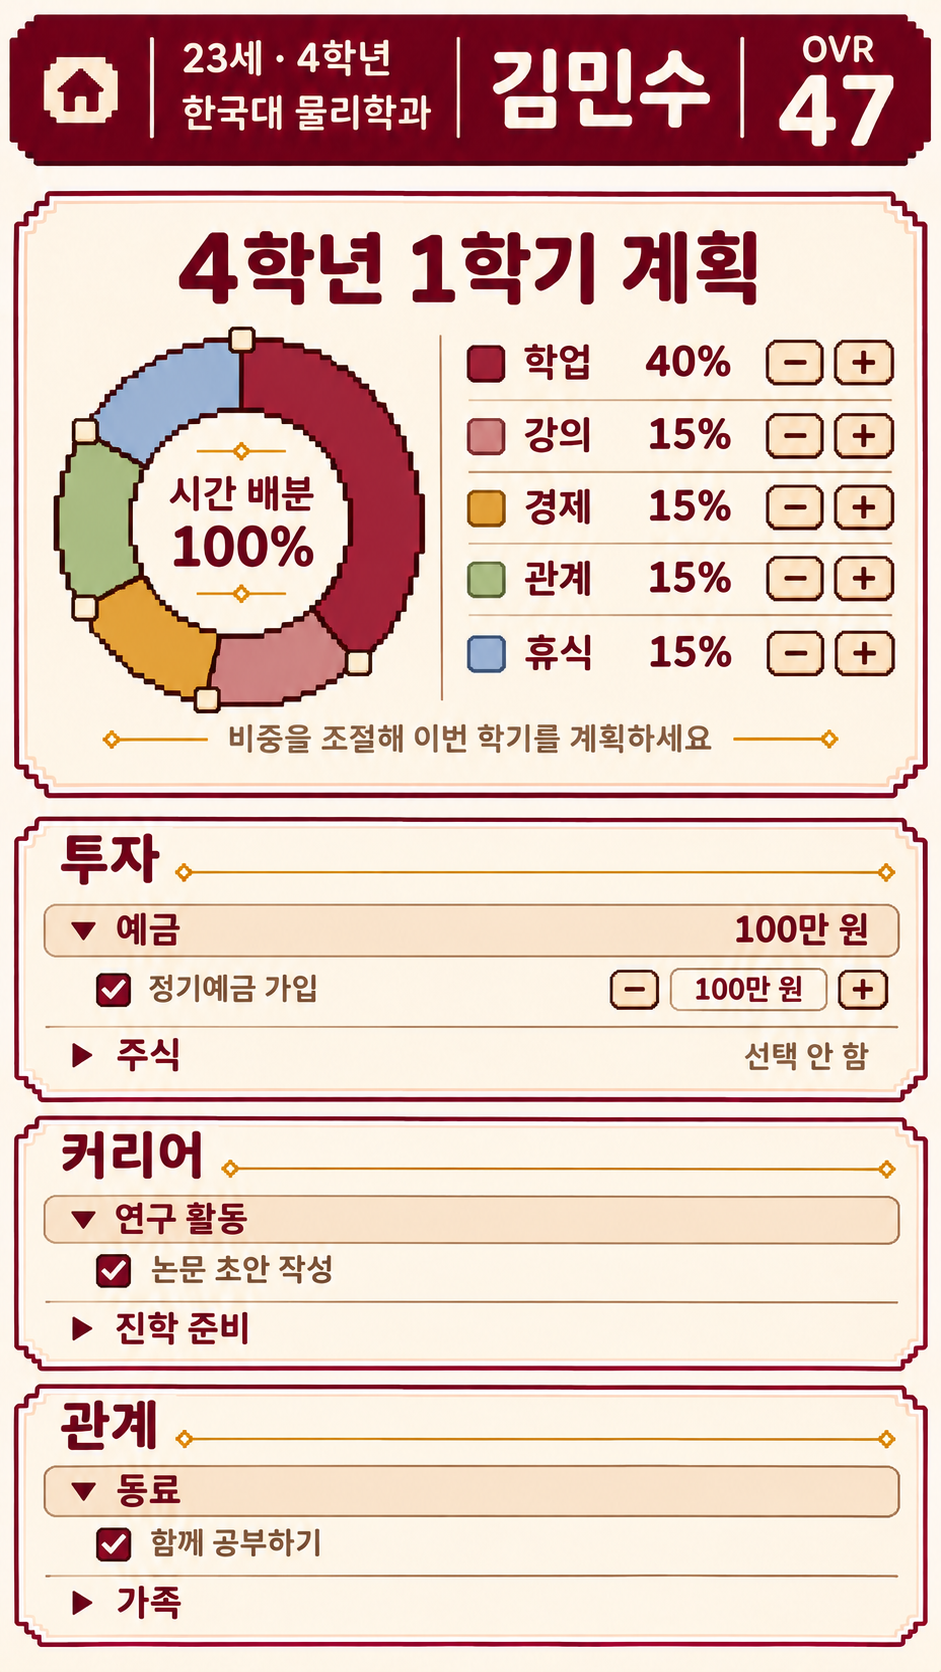 23세 · 4학년
한국대 물리학과
김민수
OVR
47
4학년 1학기 계획
시간 배분
100%
학업 40% − +
강의 15% − +
경제 15% − +
관계 15% − +
휴식 15% − +
비중을 조절해 이번 학기를 계획하세요
투자
▼ 예금 100만 원
정기예금 가입 − 100만 원 +
▶ 주식 선택 안 함
커리어
▼ 연구 활동
논문 초안 작성
▶ 진학 준비
관계
▼ 동료
함께 공부하기
▶ 가족